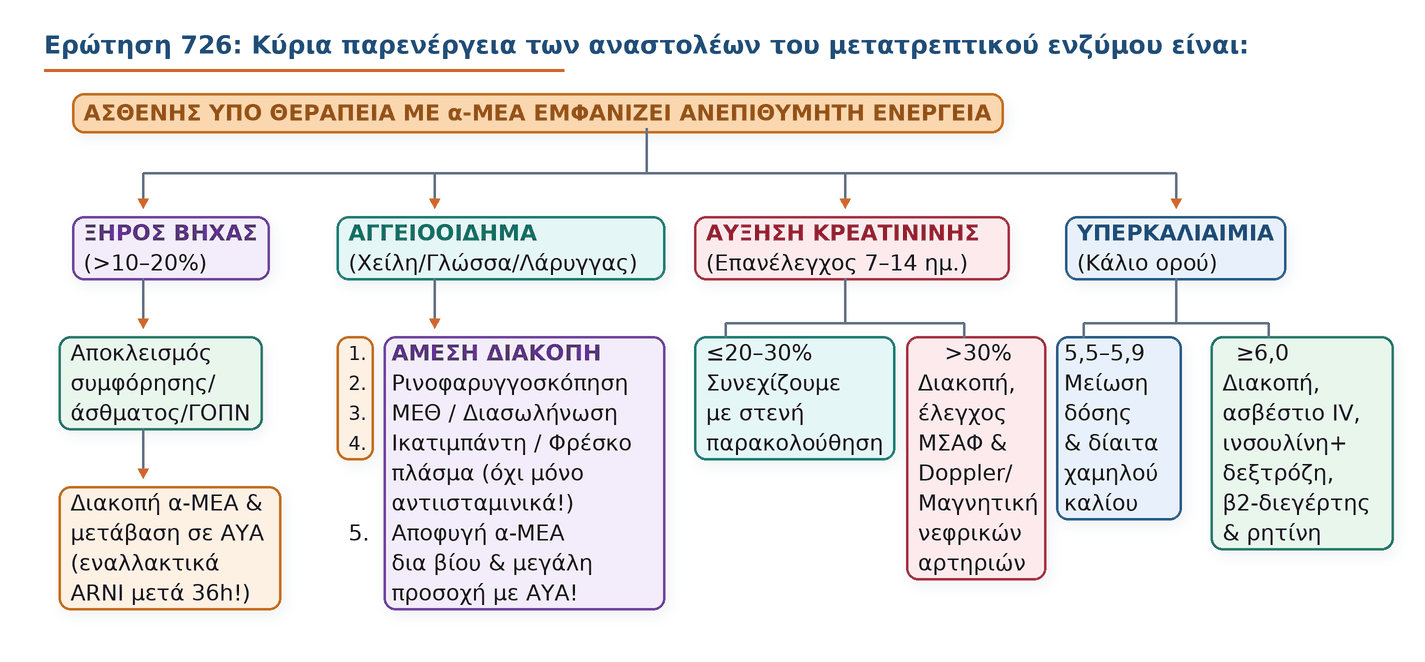 Ερώτηση 726: Κύρια παρενέργεια των αναστολέων του μετατρεπτικού ενζύμου είναι:
ΑΣΘΕΝΗΣ ΥΠΟ ΘΕΡΑΠΕΙΑ ΜΕ α-ΜΕΑ ΕΜΦΑΝΙΖΕΙ ΑΝΕΠΙΘΥΜΗΤΗ ΕΝΕΡΓΕΙΑ
ΞΗΡΟΣ ΒΗΧΑΣ
(>10–20%)
Αποκλεισμός
συμφόρησης/
άσθματος/ΓΟΠΝ
Διακοπή α-ΜΕΑ &
μετάβαση σε ΑΥΑ
(εναλλακτικά
ARNI μετά 36h!)
ΑΓΓΕΙΟΟΙΔΗΜΑ
(Χείλη/Γλώσσα/Λάρυγγας)
1. ΑΜΕΣΗ ΔΙΑΚΟΠΗ
2. Ρινοφαρυγγοσκόπηση
3. ΜΕΘ / Διασωλήνωση
4. Ικατιμπάντη / Φρέσκο
πλάσμα (όχι μόνο
αντιισταμινικά!)
5. Αποφυγή α-ΜΕΑ
δια βίου & μεγάλη
προσοχή με ΑΥΑ!
ΑΥΞΗΣΗ ΚΡΕΑΤΙΝΙΝΗΣ
(Επανέλεγχος 7–14 ημ.)
≤20–30%
Συνεχίζουμε
με στενή
παρακολούθηση
>30%
Διακοπή,
έλεγχος
ΜΣΑΦ &
Doppler/
Μαγνητική
νεφρικών
αρτηριών
ΥΠΕΡΚΑΛΙΑΙΜΙΑ
(Κάλιο ορού)
5,5–5,9
Μείωση
δόσης
& δίαιτα
χαμηλού
καλίου
≥6,0
Διακοπή,
ασβέστιο IV,
ινσουλίνη+
δεξτρόζη,
β2-διεγέρτης
& ρητίνη